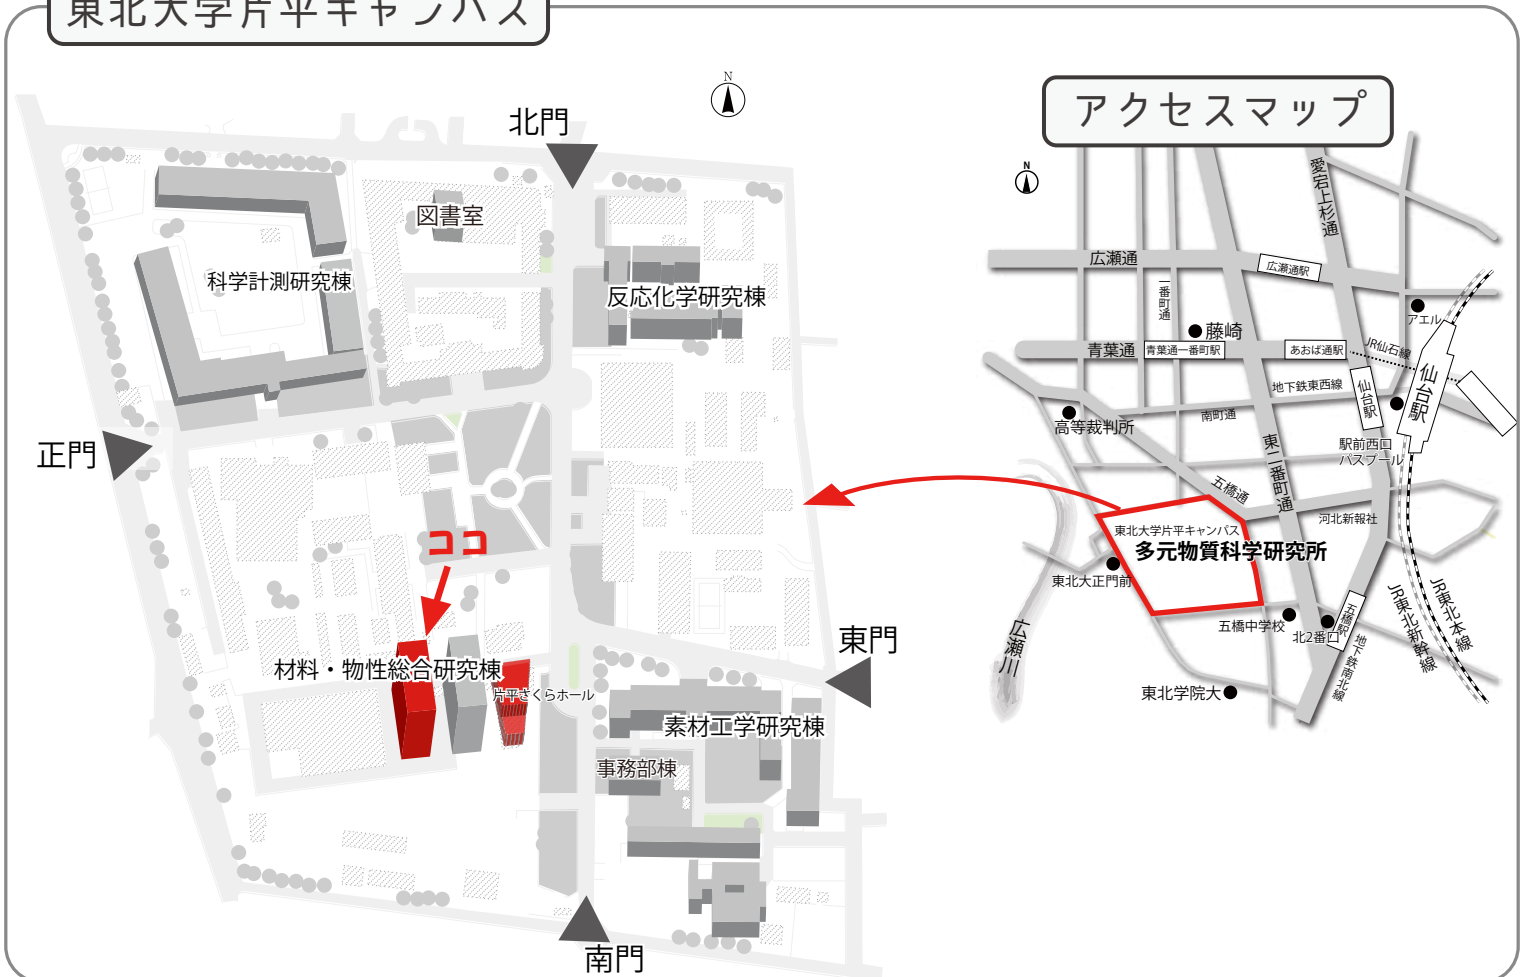 東北大学片平キャンパス
N
北門
図書室
科学計測研究棟
反応化学研究棟
正門
ココ
材料・物性総合研究棟
片平さくらホール
東門
素材工学研究棟
事務部棟
南門
アクセスマップ
N
愛宕上杉通
広瀬通
広瀬通駅
一番町通
アエル
藤崎
青葉通
青葉通一番町駅
あおば通駅
JR仙石線
仙台駅
地下鉄東西線
仙台駅
南町通
高等裁判所
東二番町通
駅前西口
バスプール
五橋通
河北新報社
東北大学片平キャンパス
多元物質科学研究所
東北大正門前
五橋中学校
北2番口
五橋駅
地下鉄南北線
JR東北新幹線
JR東北本線
広瀬川
東北学院大